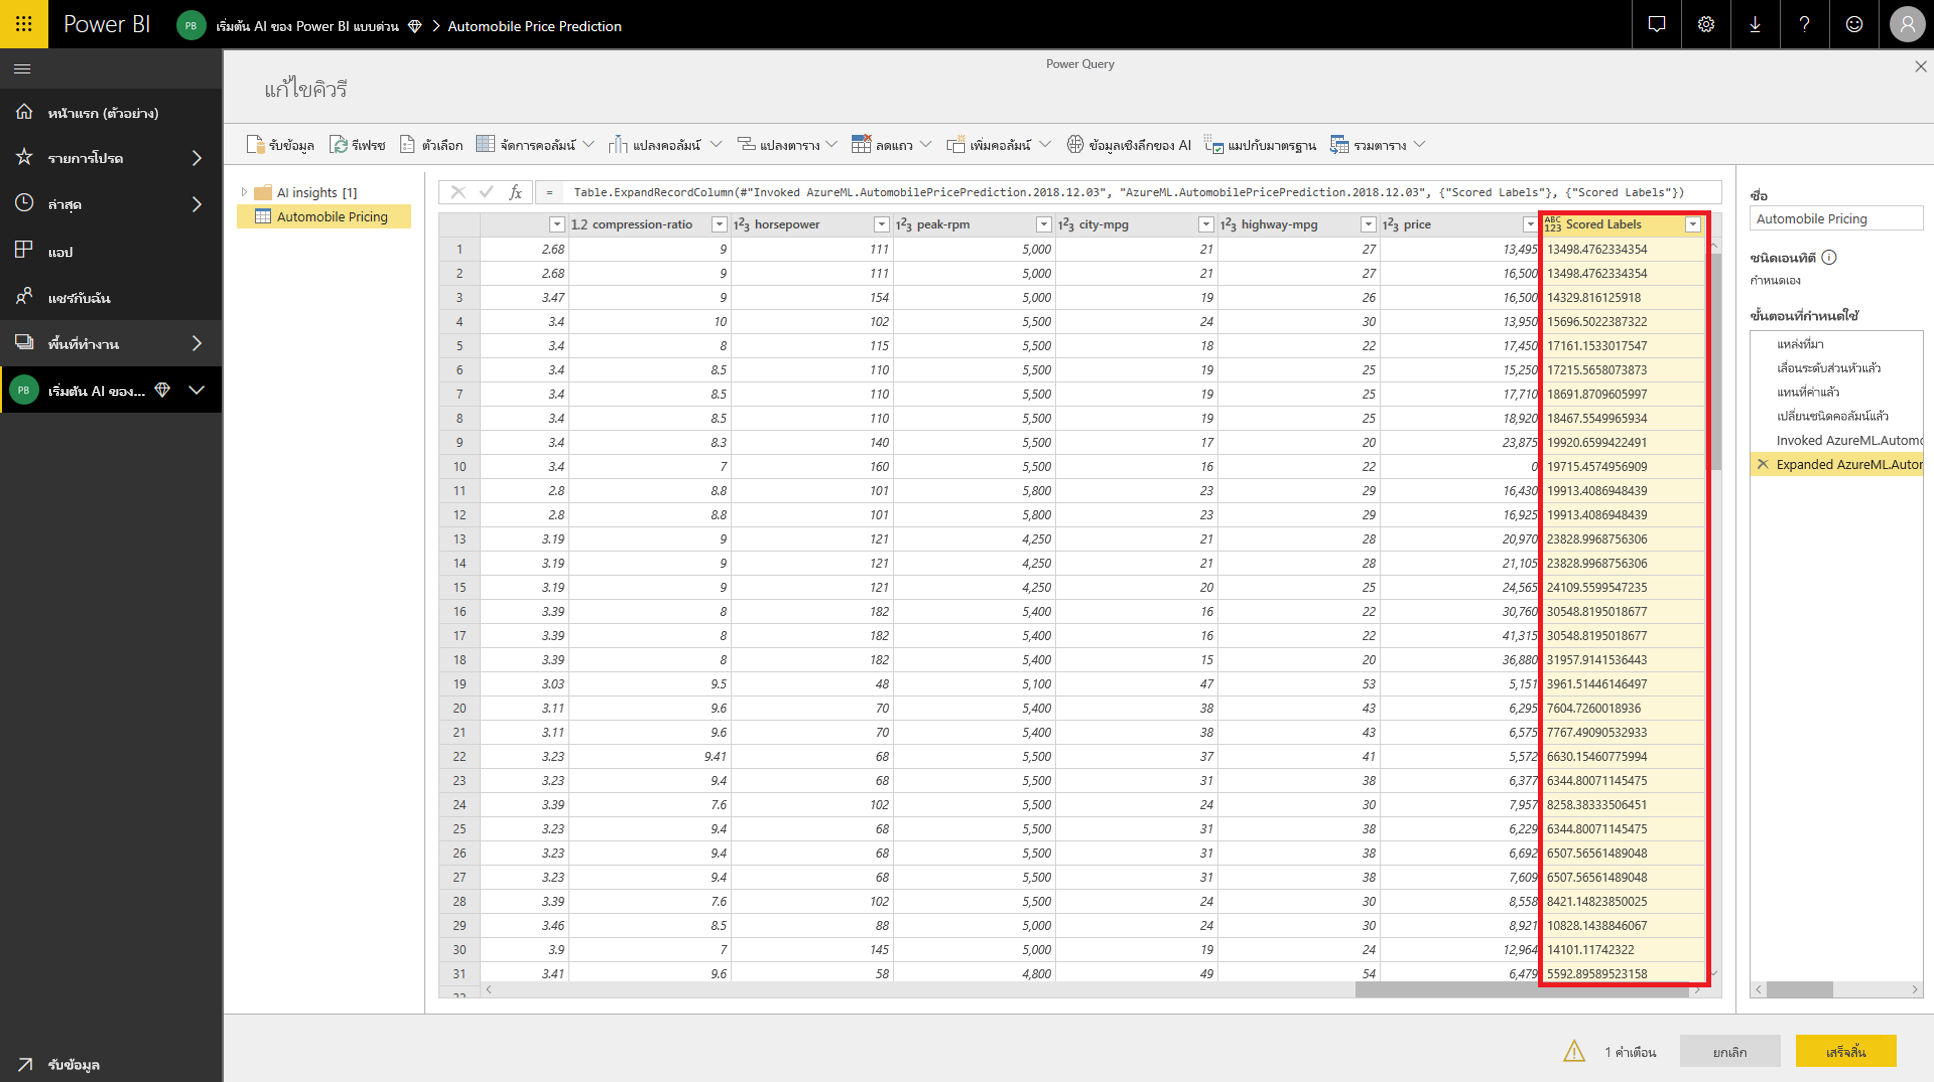 Power BI
PB
เริ่มต้น AI ของ Power BI แบบด่วน
Automobile Price Prediction
Power Query
แก้ไขคิวรี
หน้าแรก (ตัวอย่าง)
รายการโปรด
ล่าสุด
แอป
แชร์กับฉัน
พื้นที่ทำงาน
PB
เริ่มต้น AI ของ...
รับข้อมูล
รับข้อมูล รีเฟรช ตัวเลือก จัดการคอลัมน์ แปลงคอลัมน์ แปลงตาราง ลดแถว เพิ่มคอลัมน์ ข้อมูลเชิงลึกของ AI แมปกับมาตรฐาน รวมตาราง
AI insights [1]
Automobile Pricing
fx = Table.ExpandRecordColumn(#"Invoked AzureML.AutomobilePricePrediction.2018.12.03", "AzureML.AutomobilePricePrediction.2018.12.03", {"Scored Labels"}, {"Scored Labels"})
1.2 compression-ratio 123 horsepower 123 peak-rpm 123 city-mpg 123 highway-mpg 123 price ABC 123 Scored Labels
1 2.68 9 111 5,000 21 27 13,495 13498.4762334354
2 2.68 9 111 5,000 21 27 16,500 13498.4762334354
3 3.47 9 154 5,000 19 26 16,500 14329.816125918
4 3.4 10 102 5,500 24 30 13,950 15696.5022387322
5 3.4 8 115 5,500 18 22 17,450 17161.1533017547
6 3.4 8.5 110 5,500 19 25 15,250 17215.5658073873
7 3.4 8.5 110 5,500 19 25 17,710 18691.8709605997
8 3.4 8.5 110 5,500 19 25 18,920 18467.5549965934
9 3.4 8.3 140 5,500 17 20 23,875 19920.6599422491
10 3.4 7 160 5,500 16 22 0 19715.4574956909
11 2.8 8.8 101 5,800 23 29 16,430 19913.4086948439
12 2.8 8.8 101 5,800 23 29 16,925 19913.4086948439
13 3.19 9 121 4,250 21 28 20,970 23828.9968756306
14 3.19 9 121 4,250 21 28 21,105 23828.9968756306
15 3.19 9 121 4,250 20 25 24,565 24109.5599547235
16 3.39 8 182 5,400 16 22 30,760 30548.8195018677
17 3.39 8 182 5,400 16 22 41,315 30548.8195018677
18 3.39 8 182 5,400 15 20 36,880 31957.9141536443
19 3.03 9.5 48 5,100 47 53 5,151 3961.51446146497
20 3.11 9.6 70 5,400 38 43 6,295 7604.7260018936
21 3.11 9.6 70 5,400 38 43 6,575 7767.49090532933
22 3.23 9.41 68 5,500 37 41 5,572 6630.15460775994
23 3.23 9.4 68 5,500 31 38 6,377 6344.80071145475
24 3.39 7.6 102 5,500 24 30 7,957 8258.38333506451
25 3.23 9.4 68 5,500 31 38 6,229 6344.80071145475
26 3.23 9.4 68 5,500 31 38 6,692 6507.56561489048
27 3.23 9.4 68 5,500 31 38 7,609 6507.56561489048
28 3.39 7.6 102 5,500 24 30 8,558 8421.14823850025
29 3.46 8.5 88 5,000 24 30 8,921 10828.1438846067
30 3.9 7 145 5,000 19 24 12,964 14101.11742322
31 3.41 9.6 58 4,800 49 54 6,479 5592.89589523158
ชื่อ
Automobile Pricing
ชนิดเอนทิตี
กำหนดเอง
ขั้นตอนที่กำหนดใช้
แหล่งที่มา
เลื่อนระดับส่วนหัวแล้ว
แทนที่ค่าแล้ว
เปลี่ยนชนิดคอลัมน์แล้ว
Invoked AzureML.Automo
Expanded AzureML.Autor
1 คำเตือน ยกเลิก เสร็จสิ้น